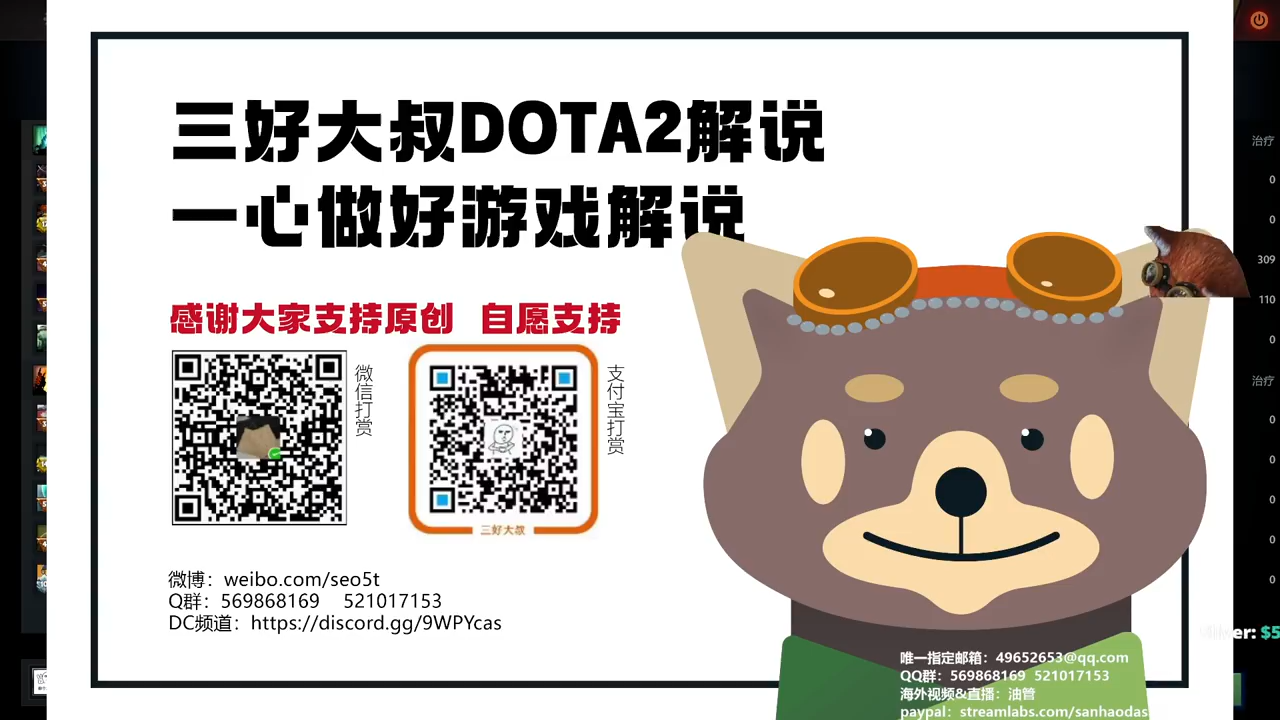 三好大叔DOTA2解说
一心做好游戏解说
感谢大家支持原创 自愿支持
微信打赏
支付宝打赏
三好大叔
微博：weibo.com/seo5t
Q群：569868169 521017153
DC频道：https://discord.gg/9WPYcas
唯一指定邮箱：49652653@qq.com
QQ群：569868169 521017153
海外视频&直播：油管
paypal：streamlabs.com/sanhaodas
治疗
0
0
309
110
0
治疗
0
0
0
0
0
$5